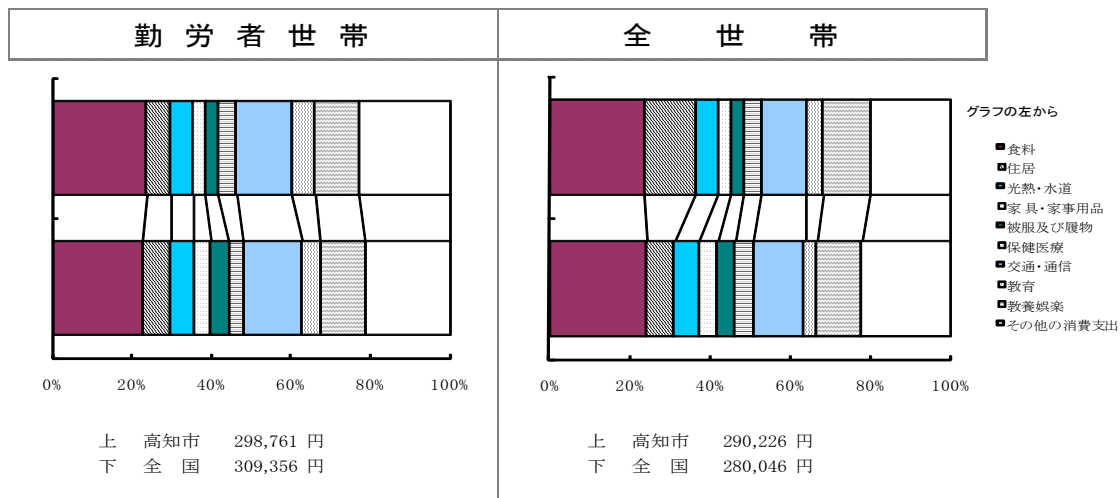 勤労者世帯
全世帯
グラフの左から
食料
住居
光熱・水道
家具・家事用品
被服及び履物
保健医療
交通・通信
教育
教養娯楽
その他の消費支出
0% 20% 40% 60% 80% 100%
0% 20% 40% 60% 80% 100%
上 高知市 298,761 円
下 全国 309,356 円
上 高知市 290,226 円
下 全国 280,046 円